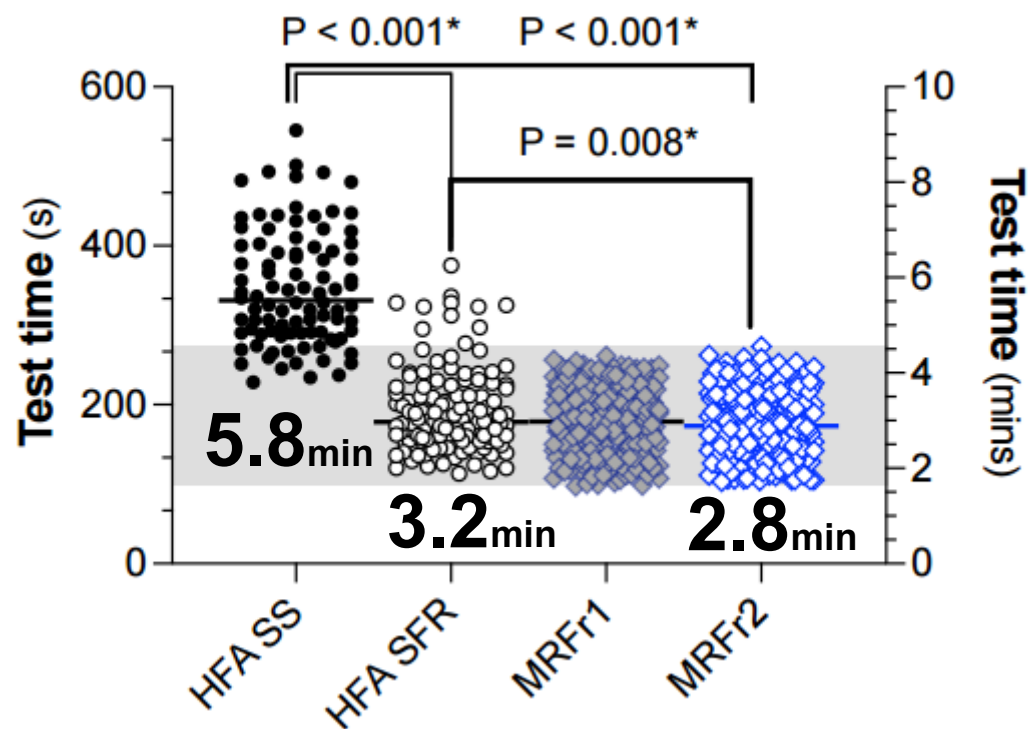 P < 0.001* P < 0.001*
P = 0.008*
Test time (s)
600
400
200
0
10
8
6
4
2
0
Test time (mins)
5.8min
3.2min
2.8min
HFA SS
HFA SFR
MRFr1
MRFr2